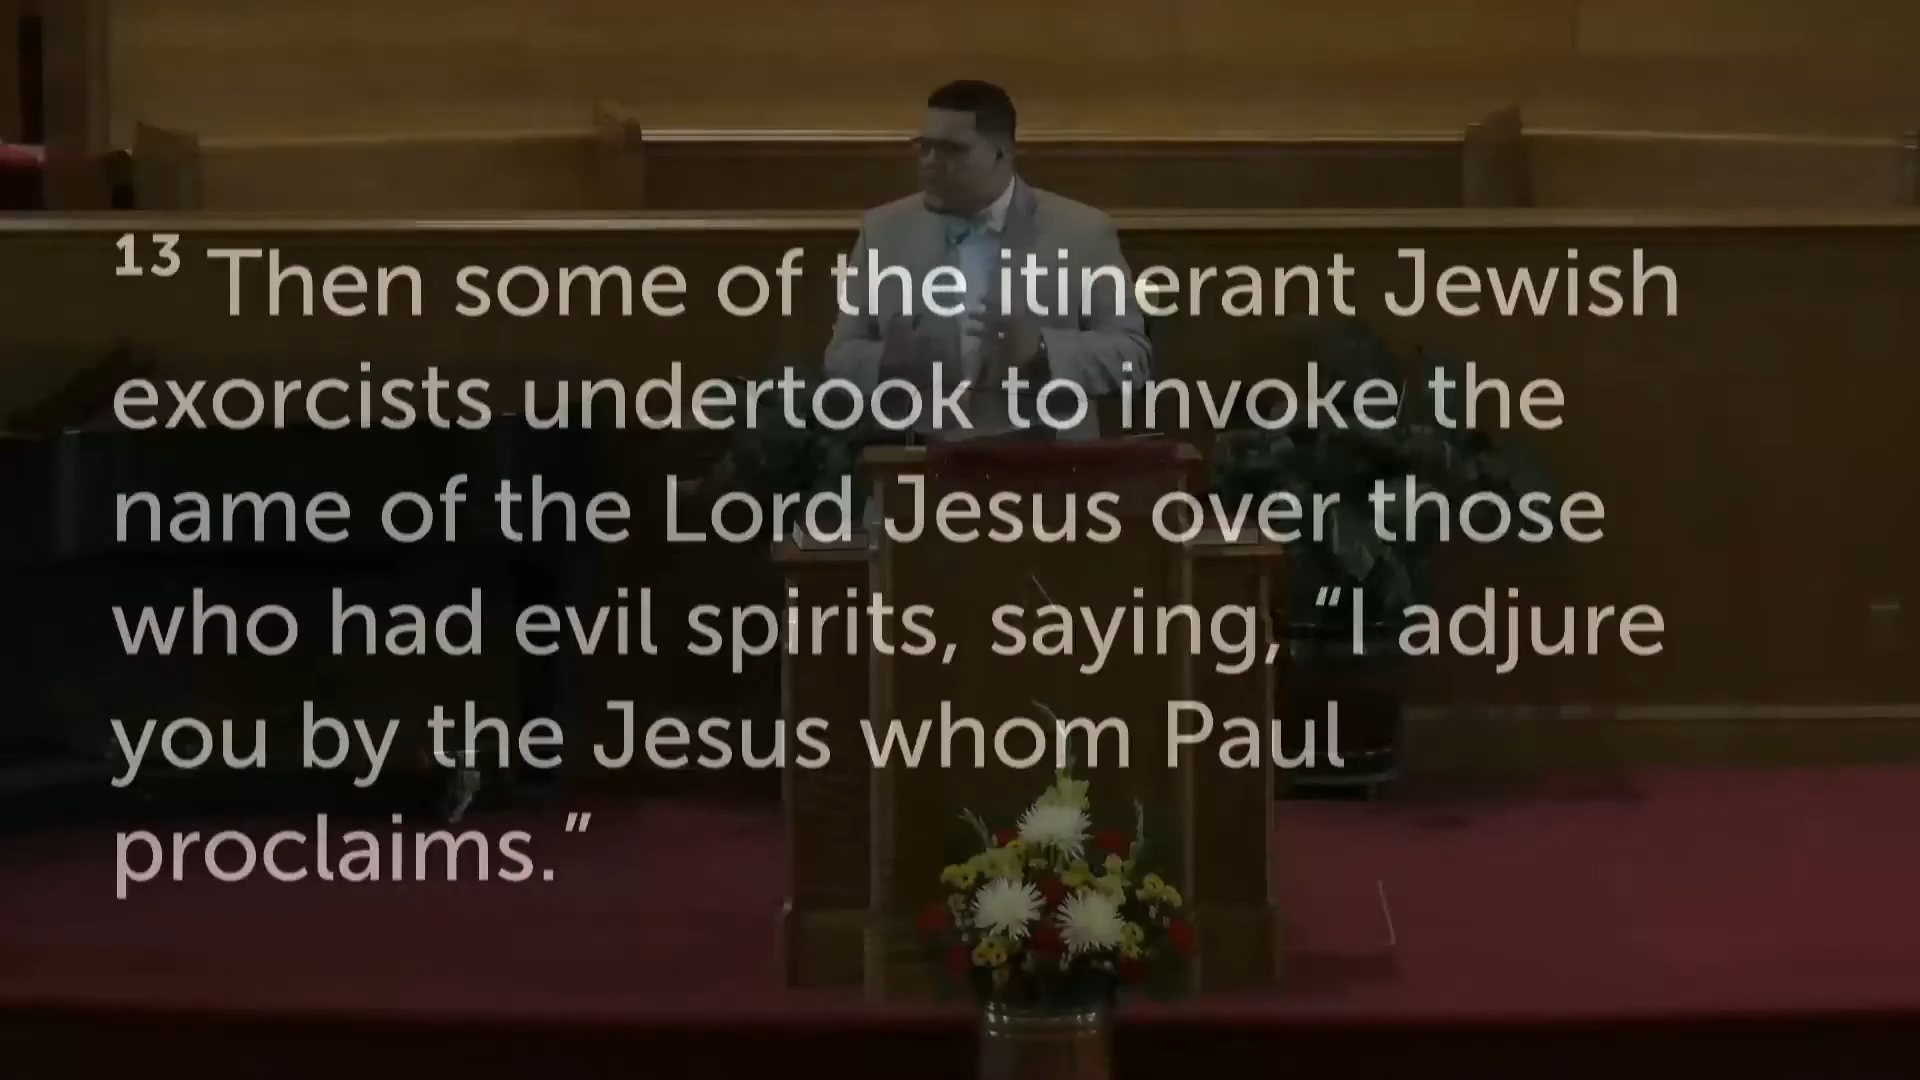 13 Then some of the itinerant Jewish
exorcists undertook to invoke the
name of the Lord Jesus over those
who had evil spirits, saying, “I adjure
you by the Jesus whom Paul
proclaims.”